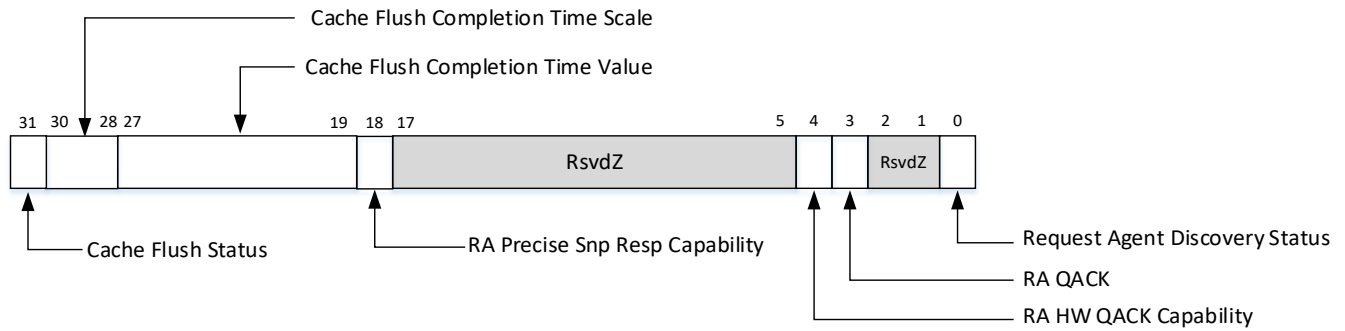 Cache Flush Completion Time Scale
Cache Flush Completion Time Value
31 30 28 27 19 18 17 5 4 3 2 1 0
RsvdZ RsvdZ
Cache Flush Status
RA Precise Snp Resp Capability
Request Agent Discovery Status
RA QACK
RA HW QACK Capability